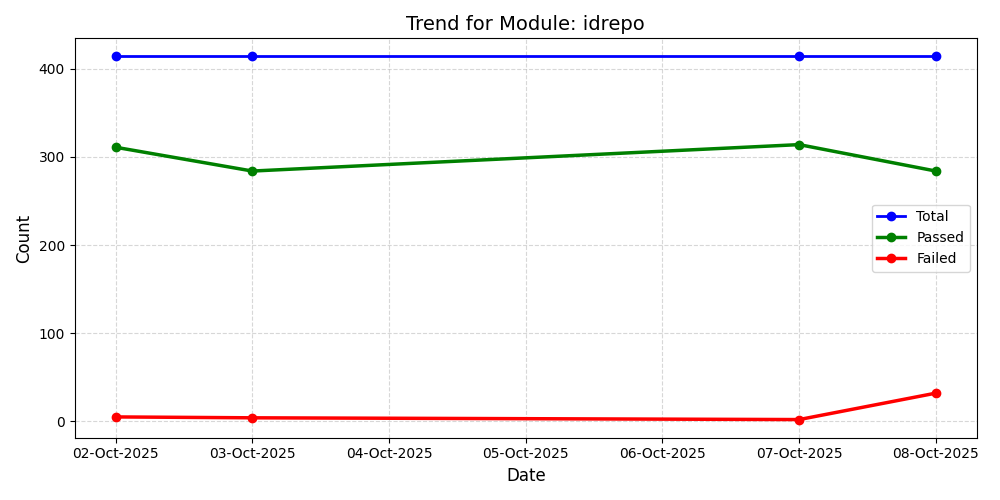 Trend for Module: idrepo
Count
400
300
200
100
0
Total
Passed
Failed
02-Oct-2025 03-Oct-2025 04-Oct-2025 05-Oct-2025 06-Oct-2025 07-Oct-2025 08-Oct-2025
Date